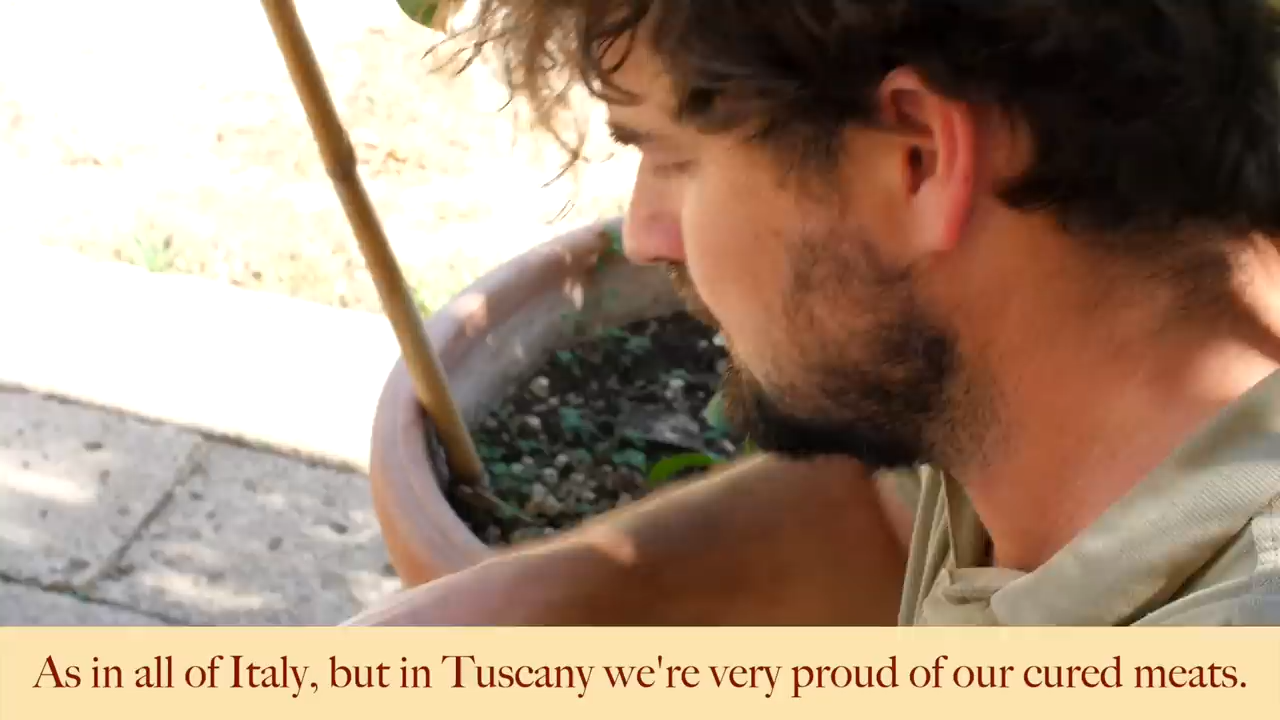 As in all of Italy, but in Tuscany we're very proud of our cured meats.